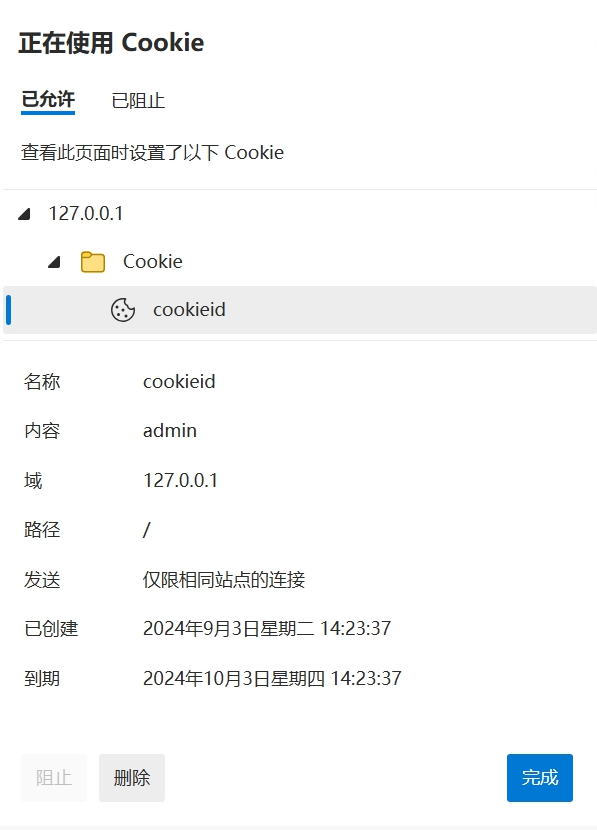 正在使用 Cookie
已允许 已阻止
查看此页面时设置了以下 Cookie
127.0.0.1
Cookie
cookieid
名称 cookieid
内容 admin
域 127.0.0.1
路径 /
发送 仅限相同站点的连接
已创建 2024年9月3日星期二 14:23:37
到期 2024年10月3日星期四 14:23:37
阻止 删除 完成